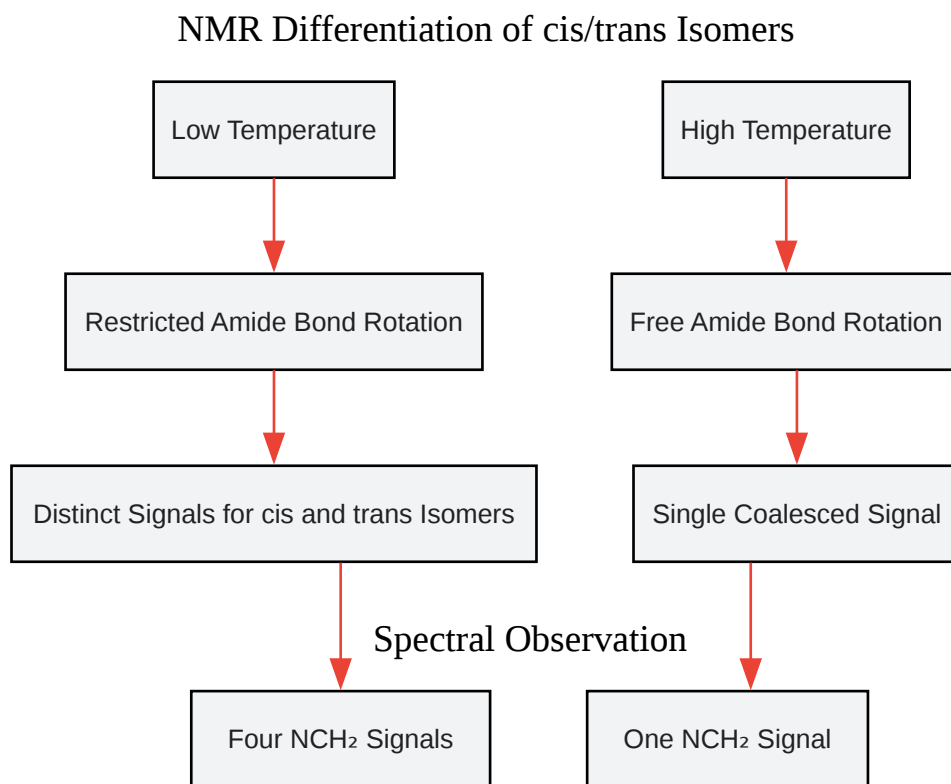 NMR Differentiation of cis/trans Isomers
Low Temperature
High Temperature
Restricted Amide Bond Rotation
Free Amide Bond Rotation
Distinct Signals for cis and trans Isomers
Single Coalesced Signal
Spectral Observation
Four NCH₂ Signals
One NCH₂ Signal